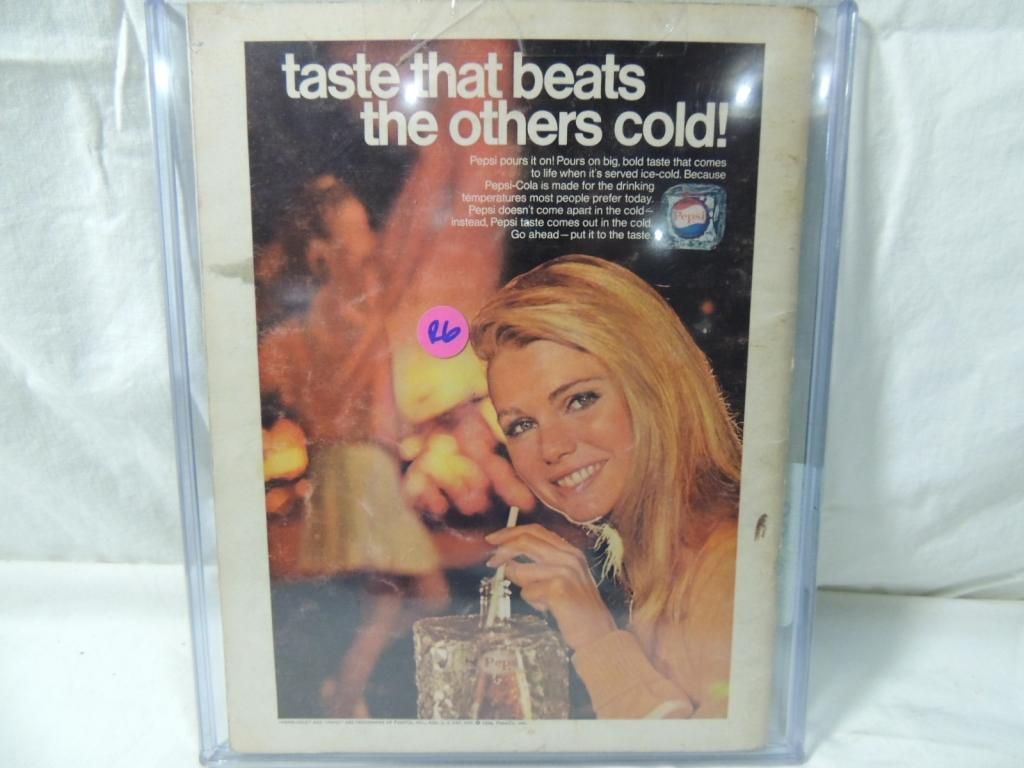 taste that beats
the others cold!
Pepsi pours it on! Pours on big, bold taste that comes
to life when it's served ice-cold. Because
Pepsi-Cola is made for the drinking
temperatures most people prefer today.
Pepsi doesn't come apart in the cold—
instead, Pepsi taste comes out in the cold.
Go ahead—put it to the taste.
Pepsi
R6
Pepsi